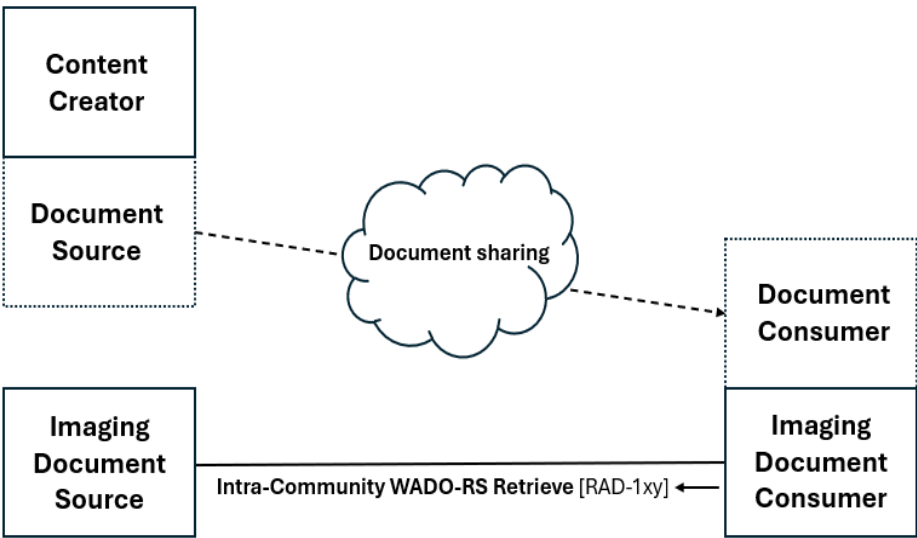 Content
Creator
Document
Source
Document sharing
Document
Consumer
Imaging
Document
Source
Intra-Community WADO-RS Retrieve [RAD-1xy]
Imaging
Document
Consumer